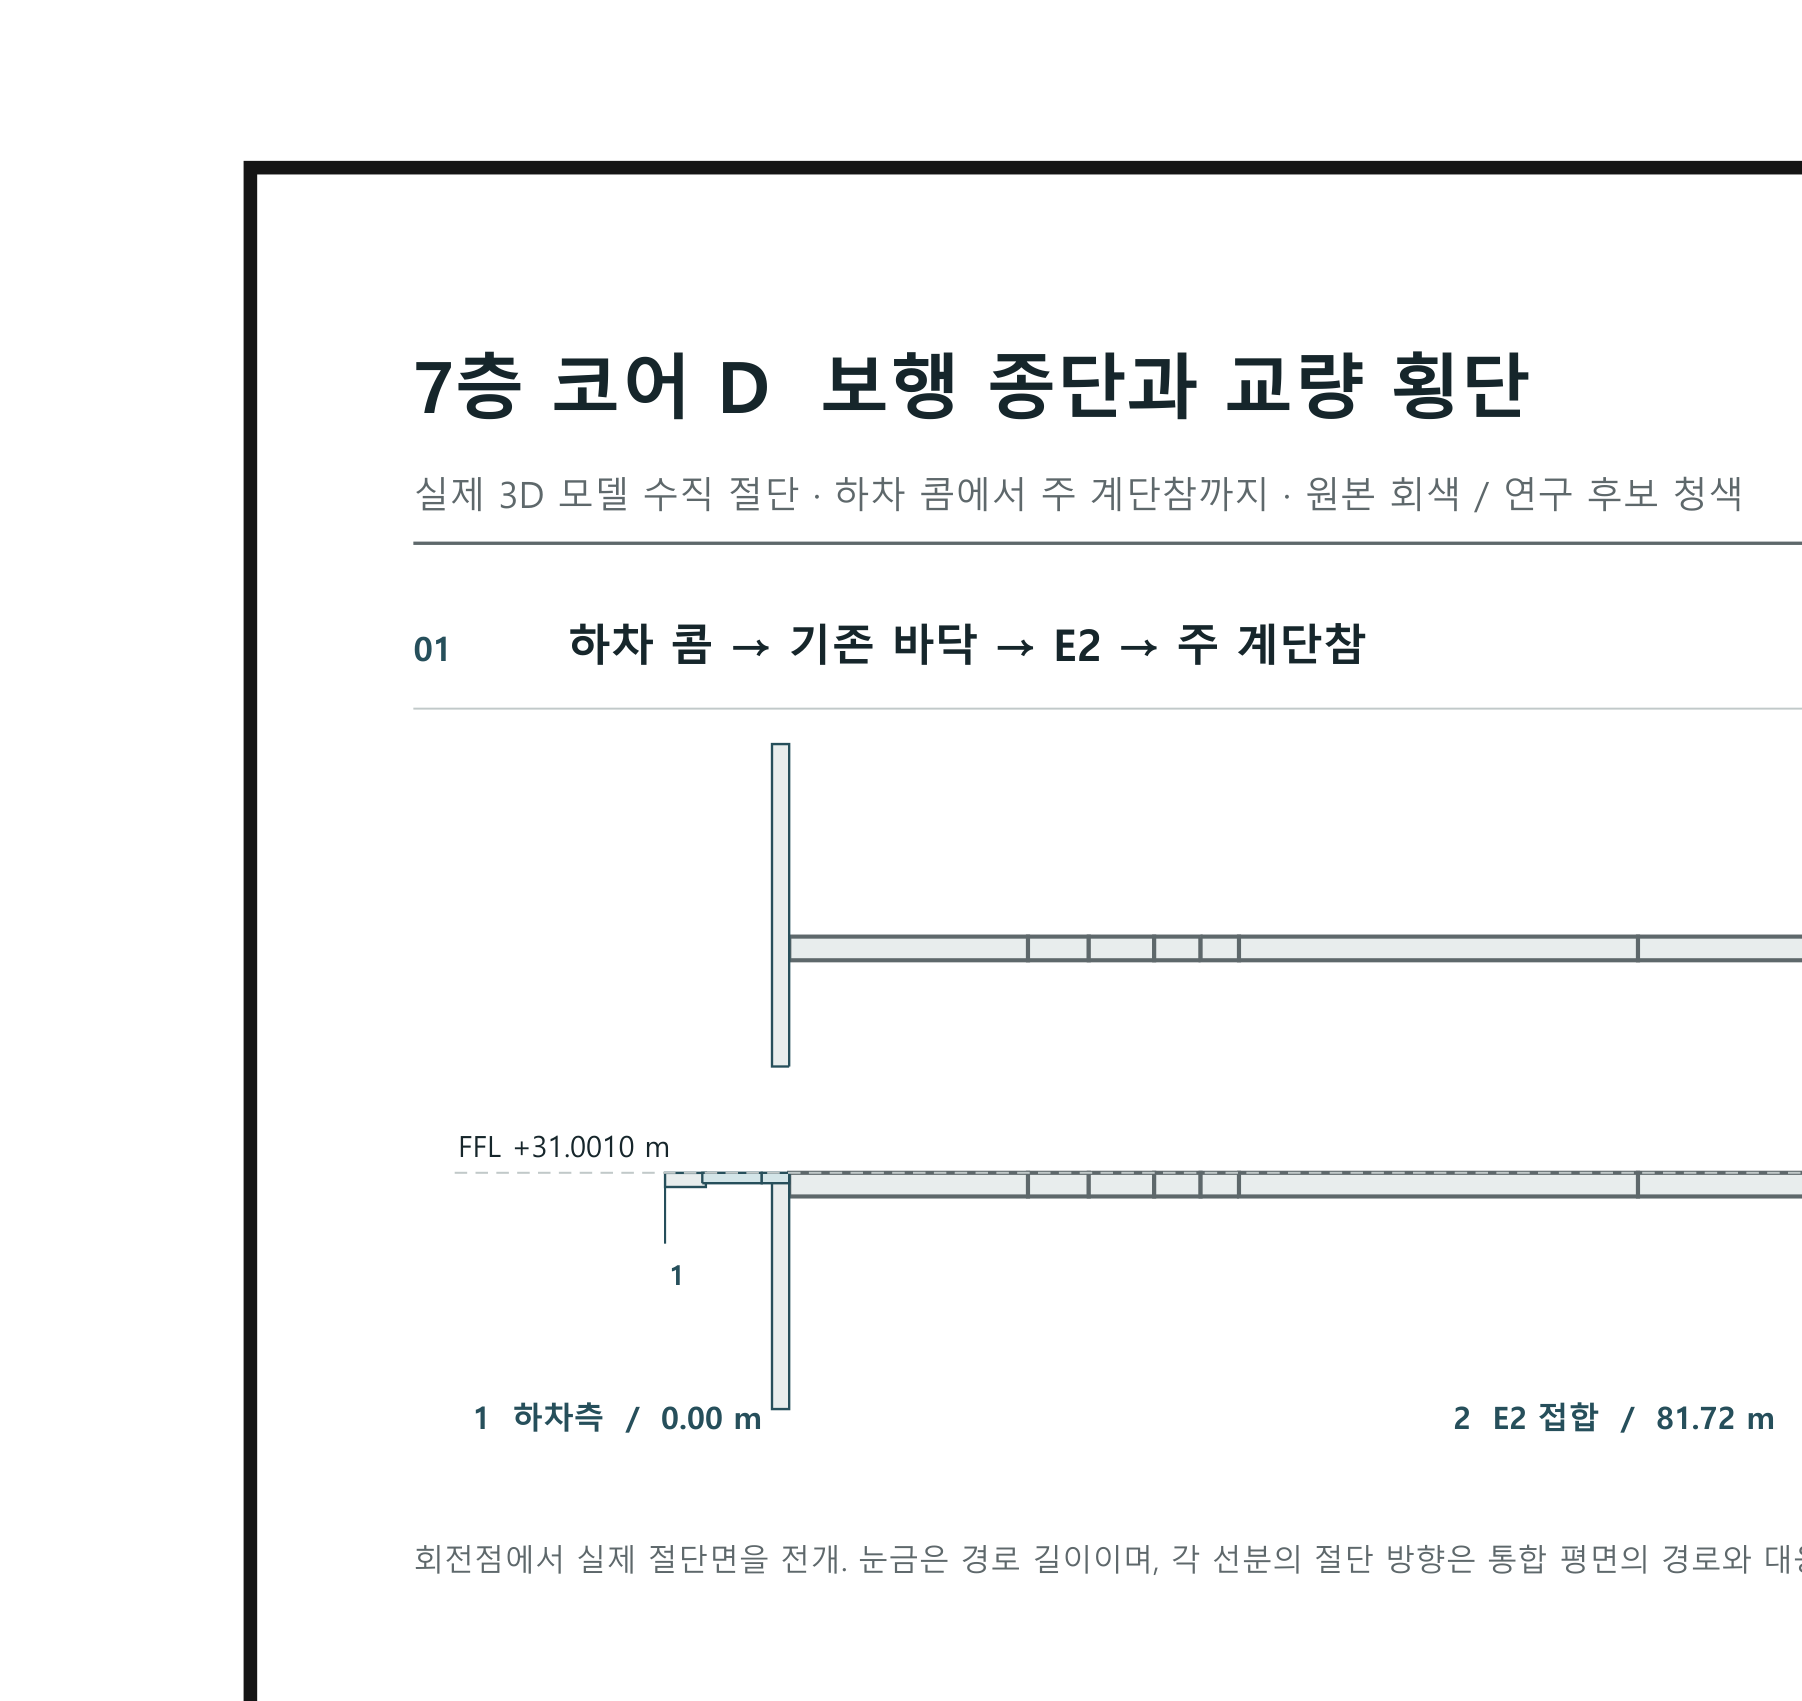 7층 코어 D 보행 종단과 교량 횡단
실제 3D 모델 수직 절단 · 하차 콤에서 주 계단참까지 · 원본 회색 / 연구 후보 청색
01 하차 콤 → 기존 바닥 → E2 → 주 계단참
FFL +31.0010 m
1
1 하차측 / 0.00 m
2 E2 접합 / 81.72 m
회전점에서 실제 절단면을 전개. 눈금은 경로 길이이며, 각 선분의 절단 방향은 통합 평면의 경로와